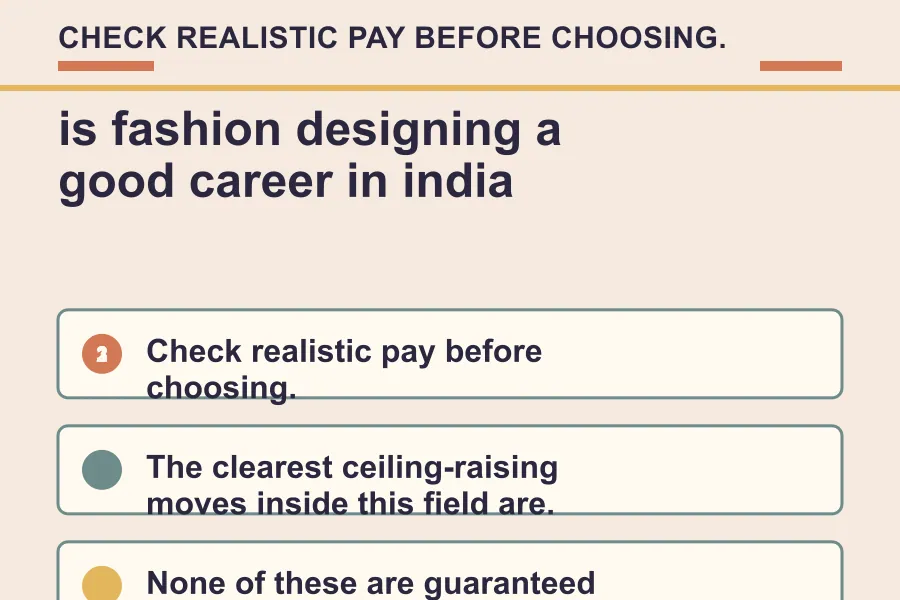 CHECK REALISTIC PAY BEFORE CHOOSING.
is fashion designing a
good career in india
Check realistic pay before
choosing.
The clearest ceiling-raising
moves inside this field are.
None of these are guaranteed